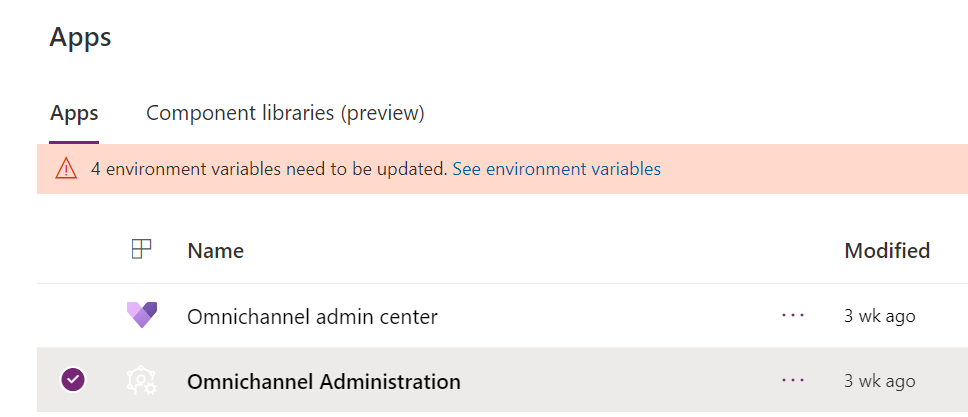 Apps
Apps Component libraries (preview)
4 environment variables need to be updated. See environment variables
Name Modified
Omnichannel admin center ··· 3 wk ago
Omnichannel Administration ··· 3 wk ago